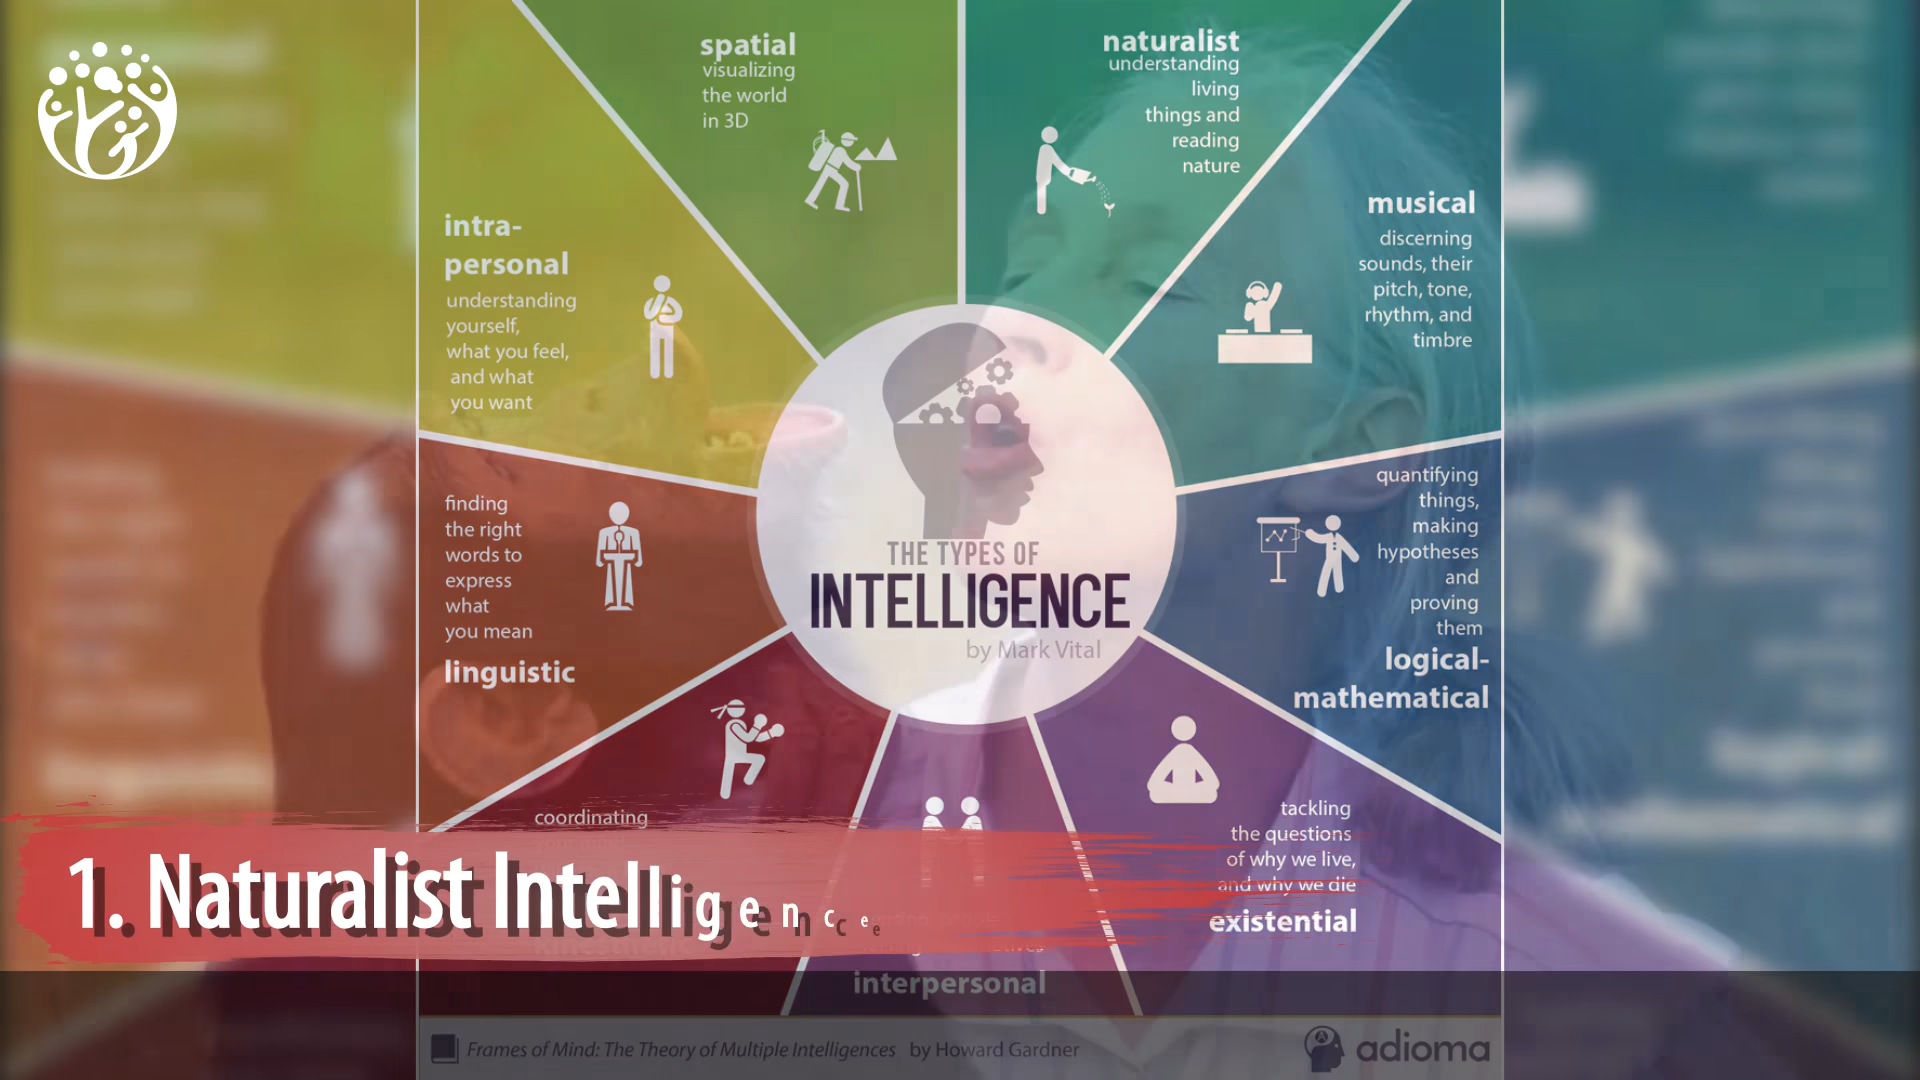 spatial
visualizing
the world
in 3D
naturalist
understanding
living
things and
reading
nature
musical
discerning
sounds, their
pitch, tone,
rhythm, and
timbre
intra-
personal
understanding
yourself,
what you feel,
and what
you want
finding
the right
words to
express
what
you mean
linguistic
THE TYPES OF
INTELLIGENCE
by Mark Vital
quantifying
things,
making
hypotheses
and
proving
them
logical-
mathematical
coordinating
tackling
the questions
of why we live,
and why we die
existential
1. Naturalist Intelligence
interpersonal
Frames of Mind: The Theory of Multiple Intelligences by Howard Gardner
adioma